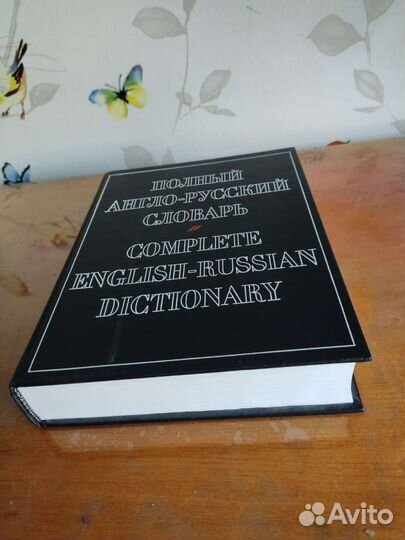 ПОЛНЫЙ
АНГЛО-РУССКИЙ
СЛОВАРЬ
COMPLETE
ENGLISH-RUSSIAN
DICTIONARY
Avito